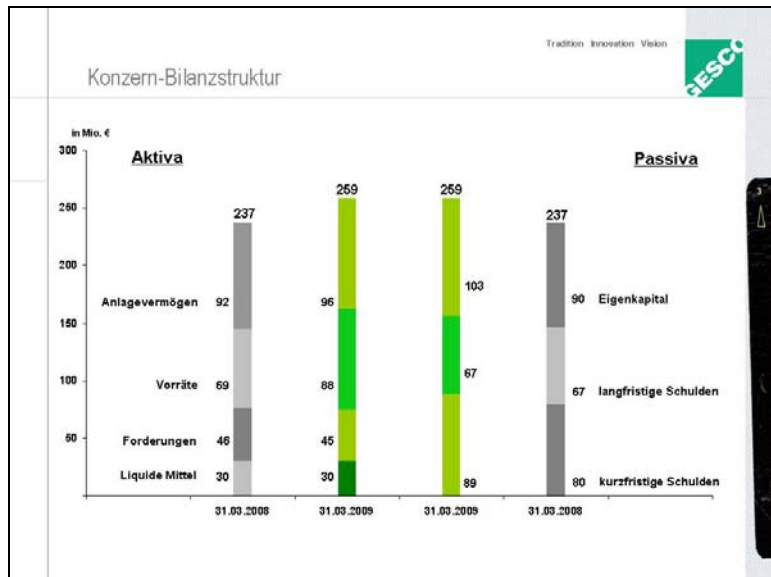 Tradition Innovation Vision
GESCO
Konzern-Bilanzstruktur
in Mio. €
Aktiva
Passiva
300
250
200
150
100
50
237
259
259
237
Anlagevermögen 92
96
103
90 Eigenkapital
Vorräte 69
88
67
67 langfristige Schulden
Forderungen 46
45
Liquide Mittel 30
30
89
80 kurzfristige Schulden
31.03.2008
31.03.2009
31.03.2009
31.03.2008